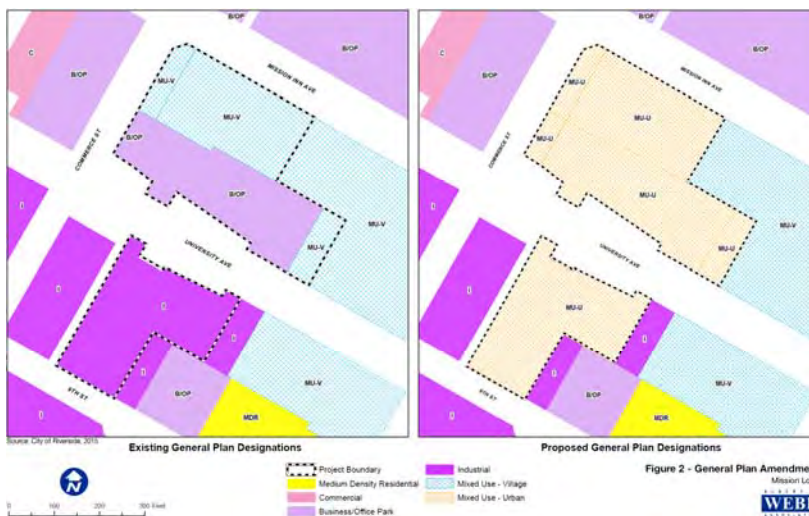 B/OP
C
B/OP
MU-V
MISSION INN AVE
MU-V
COMMERCE ST
B/OP
B/OP
MU-V
MU-V
UNIVERSITY AVE
I
I
I
I
I
B/OP
MU-V
9TH ST
MDR
I
B/OP
C
B/OP
MU-U
MISSION INN AVE
MU-U
COMMERCE ST
MU-U
MU-U
MU-V
MU-U
UNIVERSITY AVE
I
I
MU-U
I
I
MU-V
B/OP
9TH ST
MDR
I
Source: City of Riverside, 2015
Existing General Plan Designations
Proposed General Plan Designations
N
0 100 200 300 Feet
Project Boundary
Medium Density Residential
Commercial
Business/Office Park
Industrial
Mixed Use - Village
Mixed Use - Urban
Figure 2 - General Plan Amendme
Mission Lo
WEB